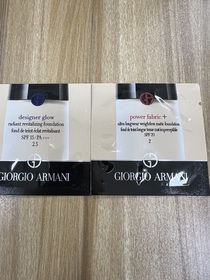 designer glow
radiant revitalizing foundation
fond de teint éclat revitalisant
SPF 15 / PA +++
2.5
GIORGIO ARMANI
power fabric +
ultra longwear weightless matte foundation
fond de teint longue tenue mat imperceptible
SPF 20
2
GIORGIO ARMANI